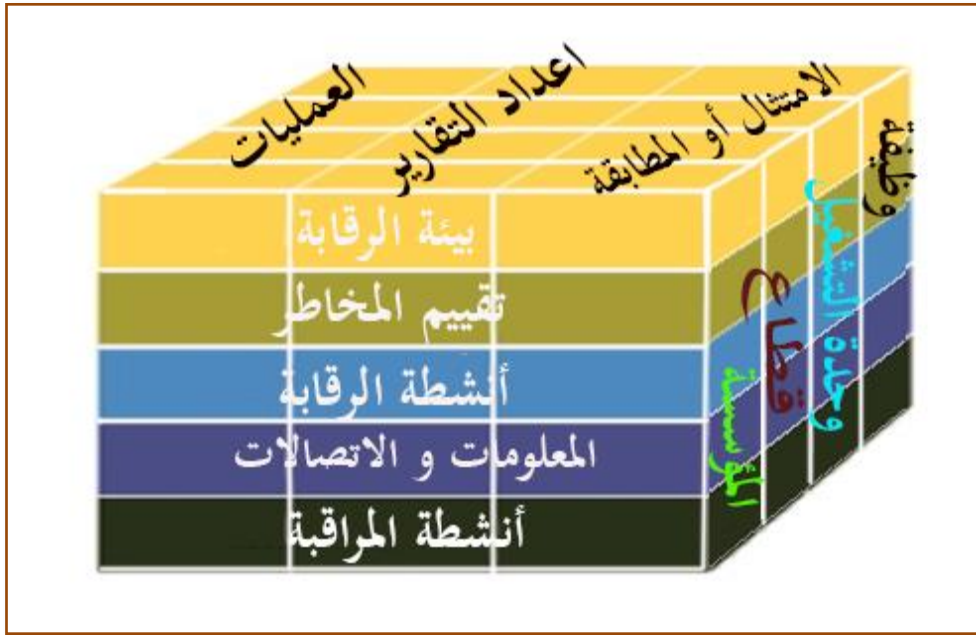 العمليات
اعداد التقارير
الامتثال أو المطابقة
بيئة الرقابة
تقييم المخاطر
أنشطة الرقابة
المعلومات و الاتصالات
أنشطة المراقبة
المؤسسة
قطاع
وحدة التشغيل
وظيفة